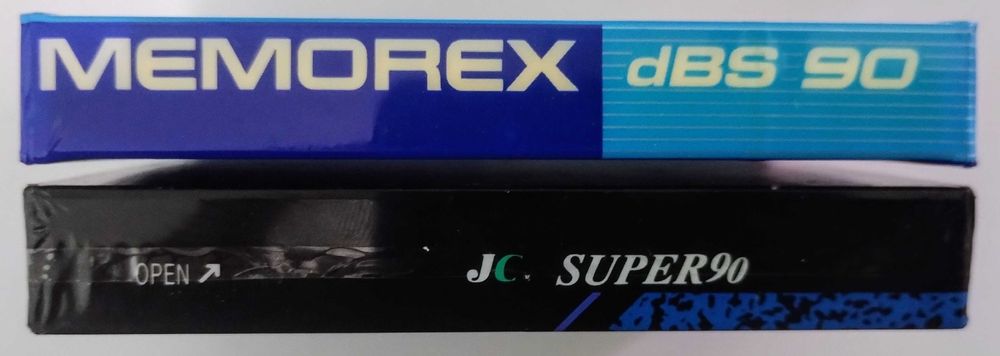 MEMOREX dBS 90
OPEN JC SUPER90